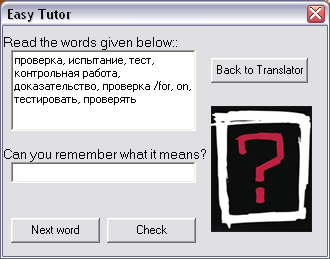 Easy Tutor
Read the words given below::
проверка, испытание, тест,
контрольная работа,
доказательство, проверка /for, on,
тестировать, проверять
Back to Translator
Can you remember what it means?
?
Next word
Check